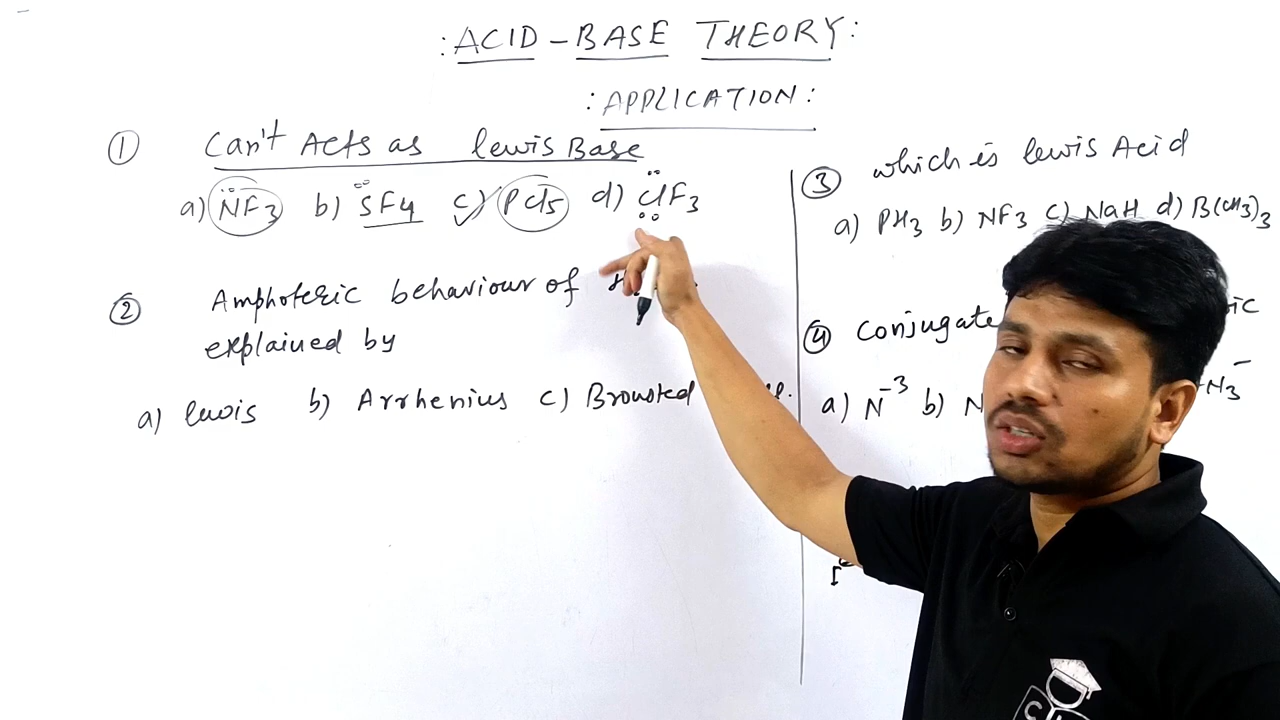 : ACID – BASE THEORY :
: APPLICATION :
① Can't Acts as lewis Base
a) NF3 b) SF4 c) PCl5 d) ClF3
② Amphoteric behaviour of
explained by
a) lewis b) Arrhenius c) Bronsted
③ which is lewis Acid
a) PH3 b) NF3 c) NaH d) B(CH3)3
④ Conjugate
a) N-3 b) N N3-